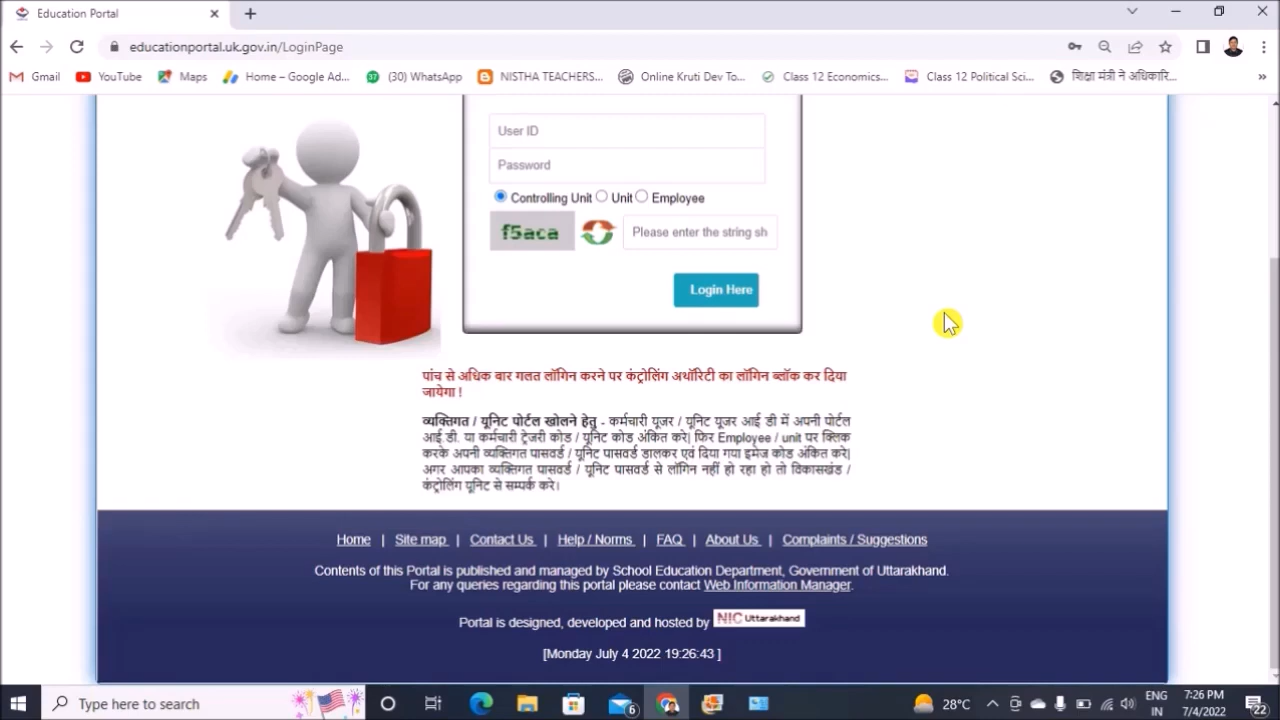 Education Portal
educationportal.uk.gov.in/LoginPage
Gmail YouTube Maps Home – Google Ad... (30) WhatsApp NISTHA TEACHERS... Online Kruti Dev To... Class 12 Economics... Class 12 Political Sci... शिक्षा मंत्री ने अधिकारि...
User ID
Password
Controlling Unit Unit Employee
f5aca Please enter the string sh
Login Here
पांच से अधिक बार गलत लॉगिन करने पर कंट्रोलिंग अथॉरिटी का लॉगिन ब्लॉक कर दिया
जायेगा !
व्यक्तिगत / यूनिट पोर्टल खोलने हेतु - कर्मचारी यूजर / यूनिट यूजर आई डी में अपनी पोर्टल
आई.डी. या कर्मचारी ट्रेजरी कोड / यूनिट कोड अंकित करे| फिर Employee / unit पर क्लिक
करके अपनी व्यक्तिगत पासवर्ड / यूनिट पासवर्ड डालकर एवं दिया गया इमेज कोड अंकित करे|
अगर आपका व्यक्तिगत पासवर्ड / यूनिट पासवर्ड से लॉगिन नहीं हो रहा हो तो विकासखंड /
कंट्रोलिंग यूनिट से सम्पर्क करे।
Home | Site map | Contact Us | Help / Norms | FAQ | About Us | Complaints / Suggestions
Contents of this Portal is published and managed by School Education Department, Government of Uttarakhand.
For any queries regarding this portal please contact Web Information Manager.
Portal is designed, developed and hosted by NIC Uttarakhand
[Monday July 4 2022 19:26:43 ]
Type here to search 6 28°C ENG 7:26 PM
IN 7/4/2022 22